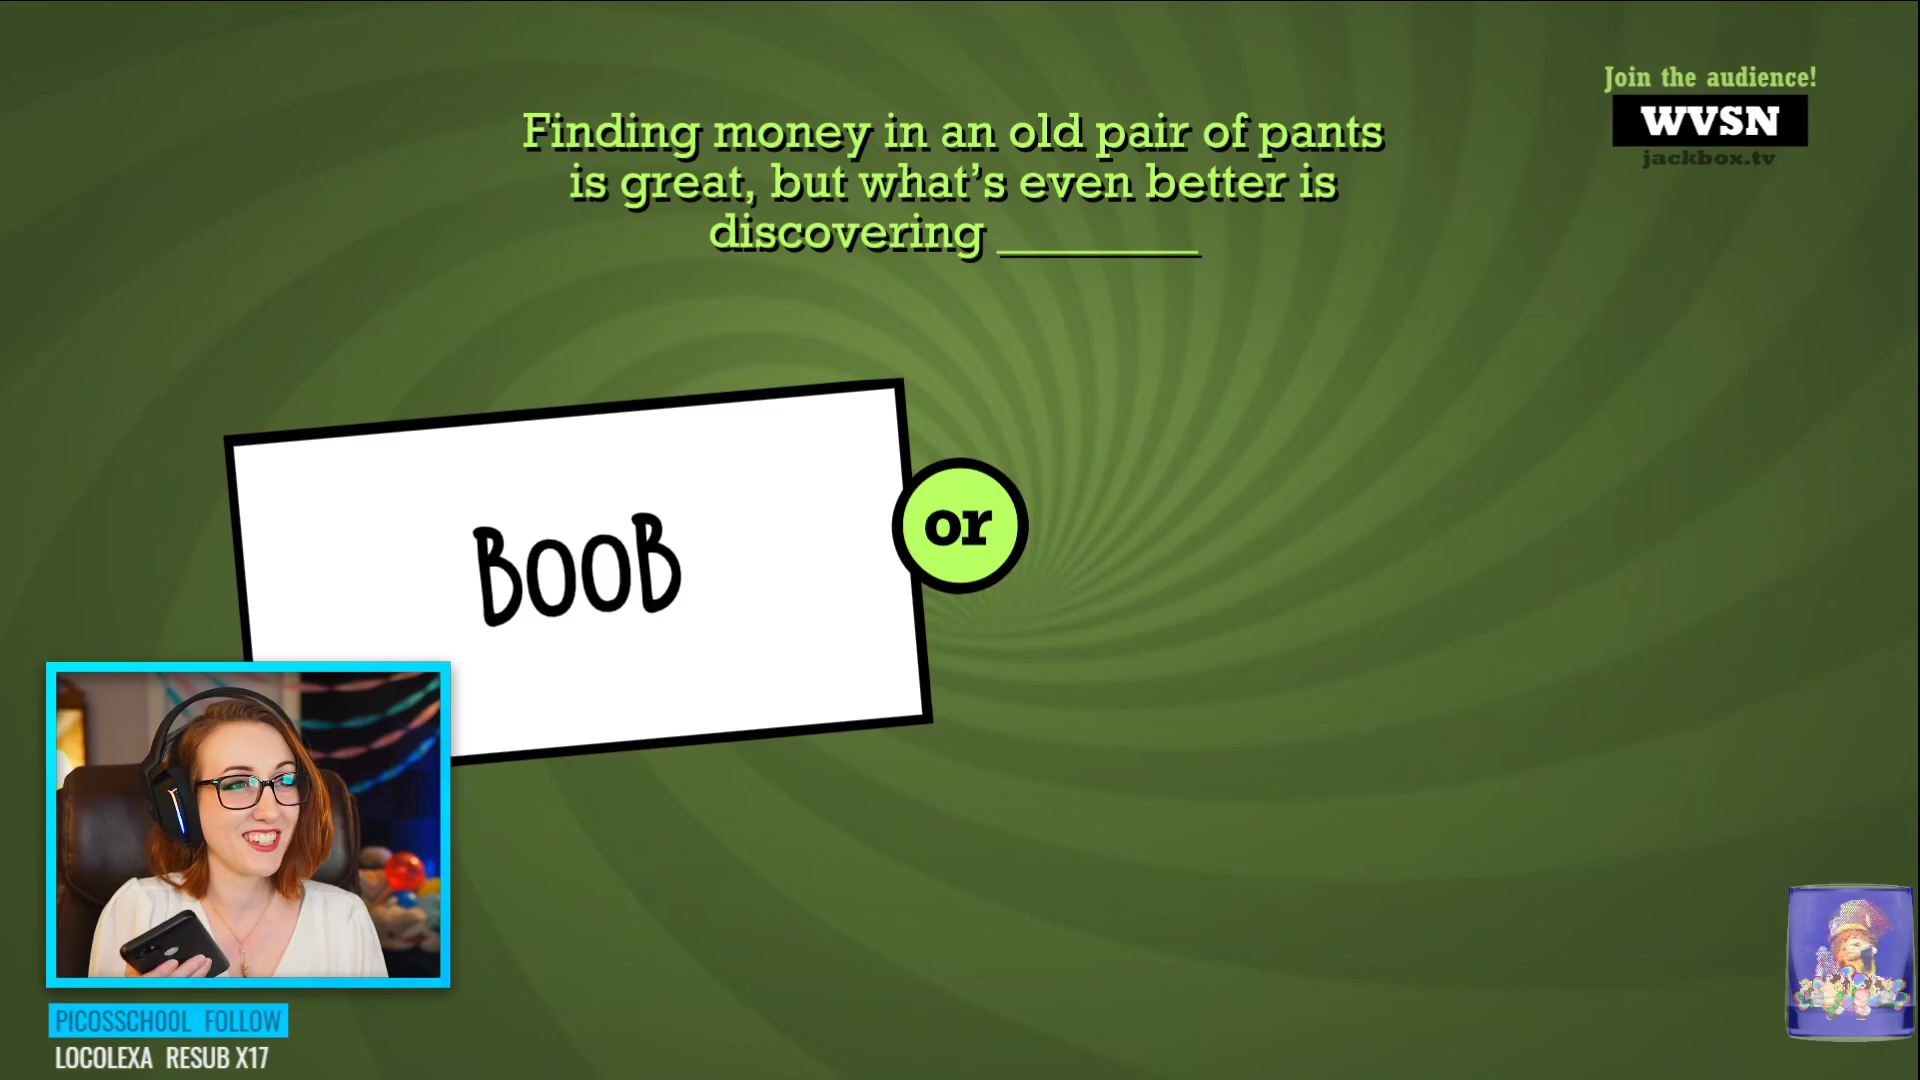 Join the audience!
WVSN
jackbox.tv
Finding money in an old pair of pants
is great, but what's even better is
discovering ________
BOOB
or
PICOSSCHOOL FOLLOW
LOCOLEXA RESUB X17